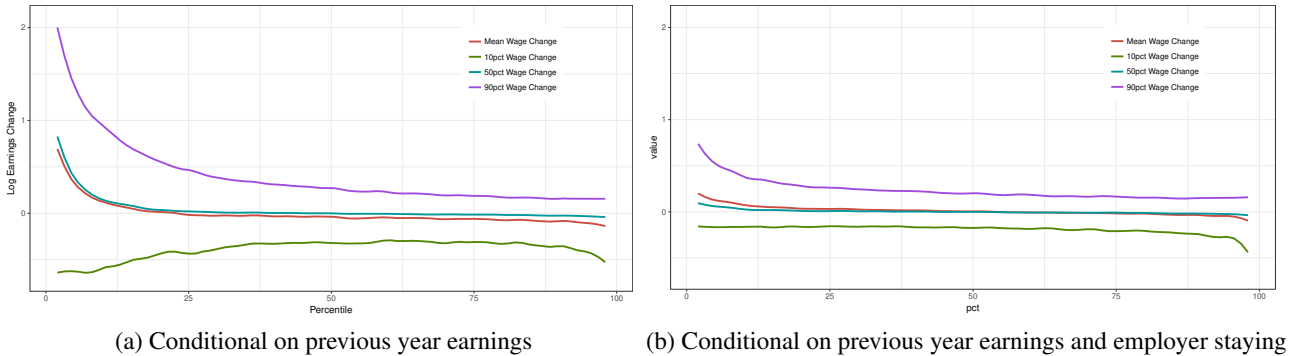 2
1
0
Log Earnings Change
0
25
50
75
100
Percentile
Mean Wage Change
10pct Wage Change
50pct Wage Change
90pct Wage Change
(a) Conditional on previous year earnings
2
1
0
value
0
25
50
75
100
pct
Mean Wage Change
10pct Wage Change
50pct Wage Change
90pct Wage Change
(b) Conditional on previous year earnings and employer staying